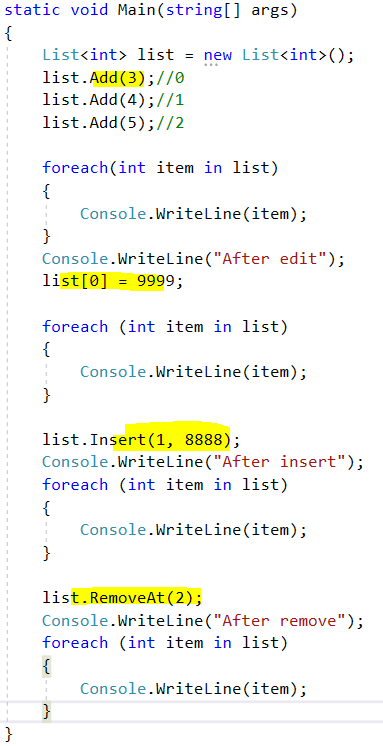 static void Main(string[] args)
{
List<int> list = new List<int>();
list.Add(3);//0
list.Add(4);//1
list.Add(5);//2
foreach(int item in list)
{
Console.WriteLine(item);
}
Console.WriteLine("After edit");
list[0] = 9999;
foreach (int item in list)
{
Console.WriteLine(item);
}
list.Insert(1, 8888);
Console.WriteLine("After insert");
foreach (int item in list)
{
Console.WriteLine(item);
}
list.RemoveAt(2);
Console.WriteLine("After remove");
foreach (int item in list)
{
Console.WriteLine(item);
}
}